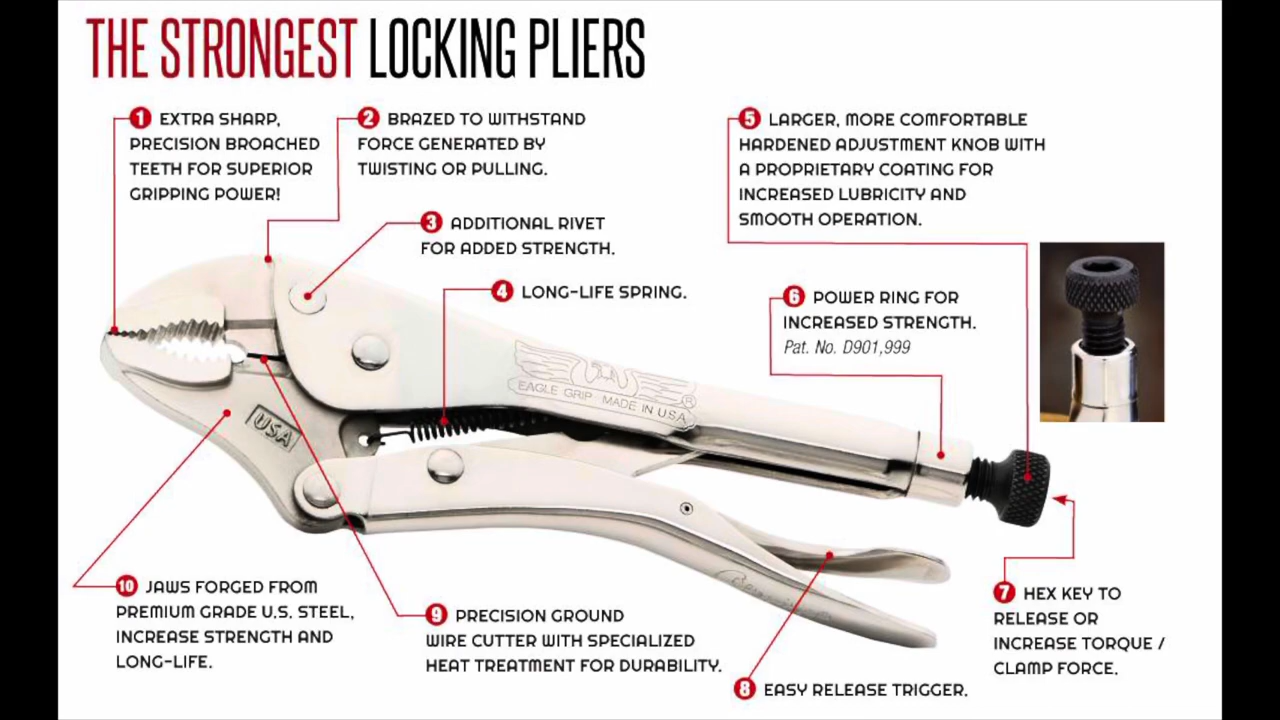 THE STRONGEST LOCKING PLIERS
1 EXTRA SHARP,
PRECISION BROACHED
TEETH FOR SUPERIOR
GRIPPING POWER!
2 BRAZED TO WITHSTAND
FORCE GENERATED BY
TWISTING OR PULLING.
3 ADDITIONAL RIVET
FOR ADDED STRENGTH.
4 LONG-LIFE SPRING.
5 LARGER, MORE COMFORTABLE
HARDENED ADJUSTMENT KNOB WITH
A PROPRIETARY COATING FOR
INCREASED LUBRICITY AND
SMOOTH OPERATION.
6 POWER RING FOR
INCREASED STRENGTH.
Pat. No. D901,999
EAGLE GRIP MADE IN USA ®
USA
7 HEX KEY TO
RELEASE OR
INCREASE TORQUE /
CLAMP FORCE.
8 EASY RELEASE TRIGGER.
9 PRECISION GROUND
WIRE CUTTER WITH SPECIALIZED
HEAT TREATMENT FOR DURABILITY.
10 JAWS FORGED FROM
PREMIUM GRADE U.S. STEEL,
INCREASE STRENGTH AND
LONG-LIFE.